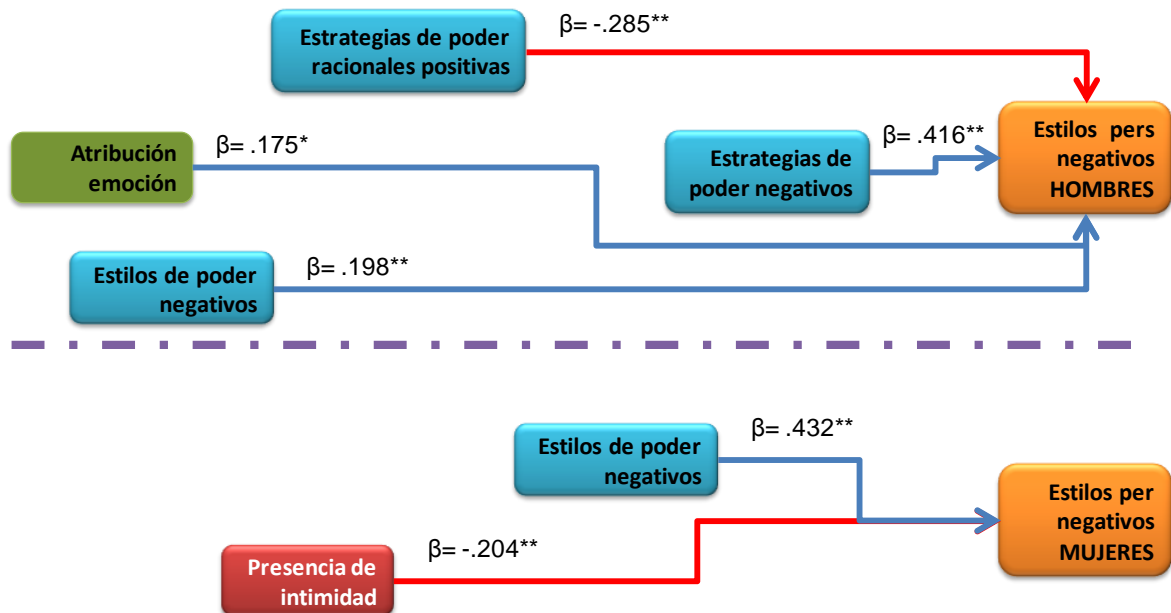 Estrategias de poder
racionales positivas
β= -.285**
Atribución
emoción
β= .175*
Estrategias de
poder negativos
β= .416**
Estilos pers
negativos
HOMBRES
Estilos de poder
negativos
β= .198**
Estilos de poder
negativos
β= .432**
Estilos per
negativos
MUJERES
Presencia de
intimidad
β= -.204**